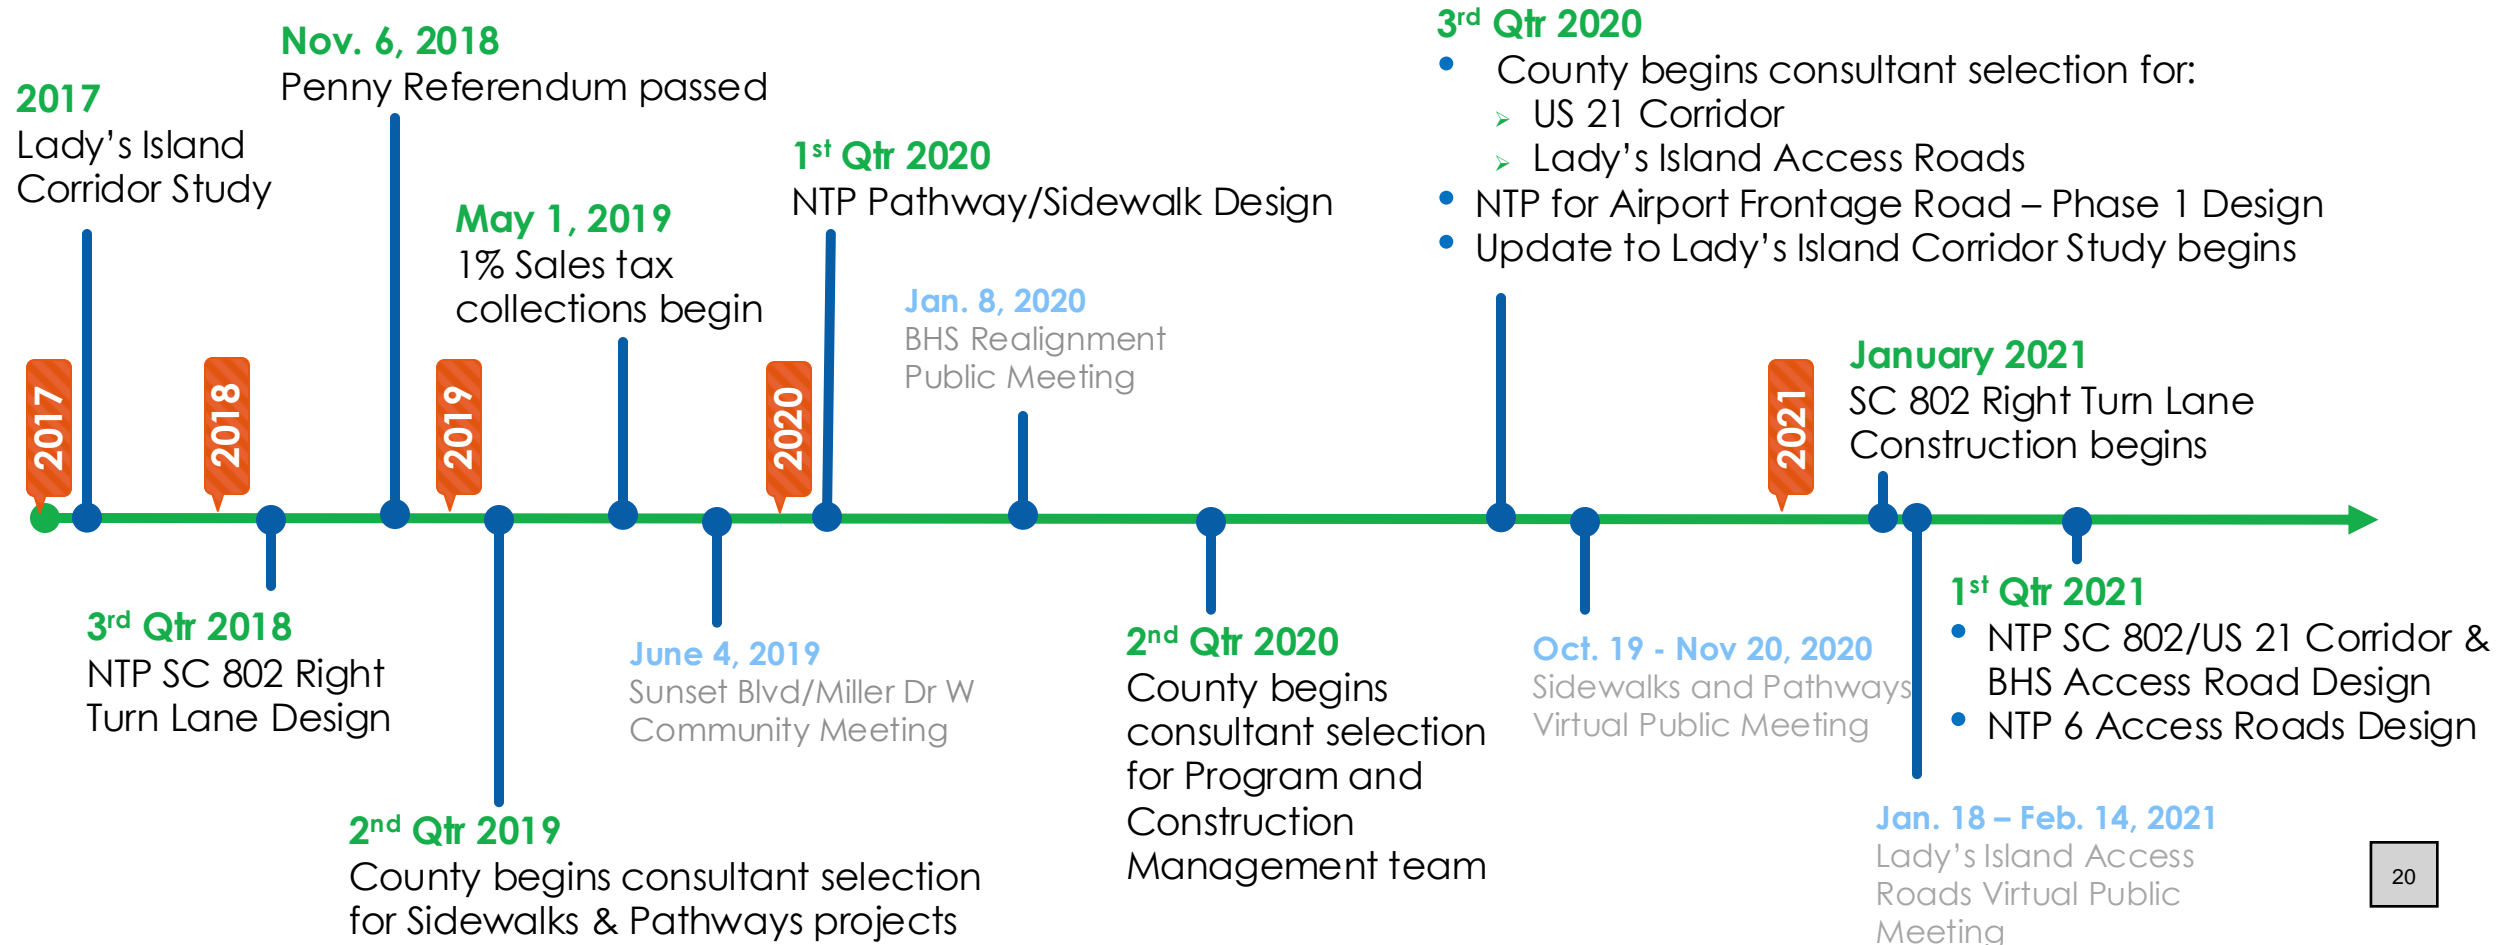 2017
Lady's Island
Corridor Study
Nov. 6, 2018
Penny Referendum passed
May 1, 2019
1% Sales tax
collections begin
1st Qtr 2020
NTP Pathway/Sidewalk Design
Jan. 8, 2020
BHS Realignment
Public Meeting
3rd Qtr 2020
• County begins consultant selection for:
➢ US 21 Corridor
➢ Lady's Island Access Roads
• NTP for Airport Frontage Road – Phase 1 Design
• Update to Lady's Island Corridor Study begins
January 2021
SC 802 Right Turn Lane
Construction begins
2017
2018
2019
2020
2021
3rd Qtr 2018
NTP SC 802 Right
Turn Lane Design
2nd Qtr 2019
County begins consultant selection
for Sidewalks & Pathways projects
June 4, 2019
Sunset Blvd/Miller Dr W
Community Meeting
2nd Qtr 2020
County begins
consultant selection
for Program and
Construction
Management team
Oct. 19 - Nov 20, 2020
Sidewalks and Pathways
Virtual Public Meeting
1st Qtr 2021
• NTP SC 802/US 21 Corridor &
BHS Access Road Design
• NTP 6 Access Roads Design
Jan. 18 – Feb. 14, 2021
Lady's Island Access
Roads Virtual Public
Meeting
20